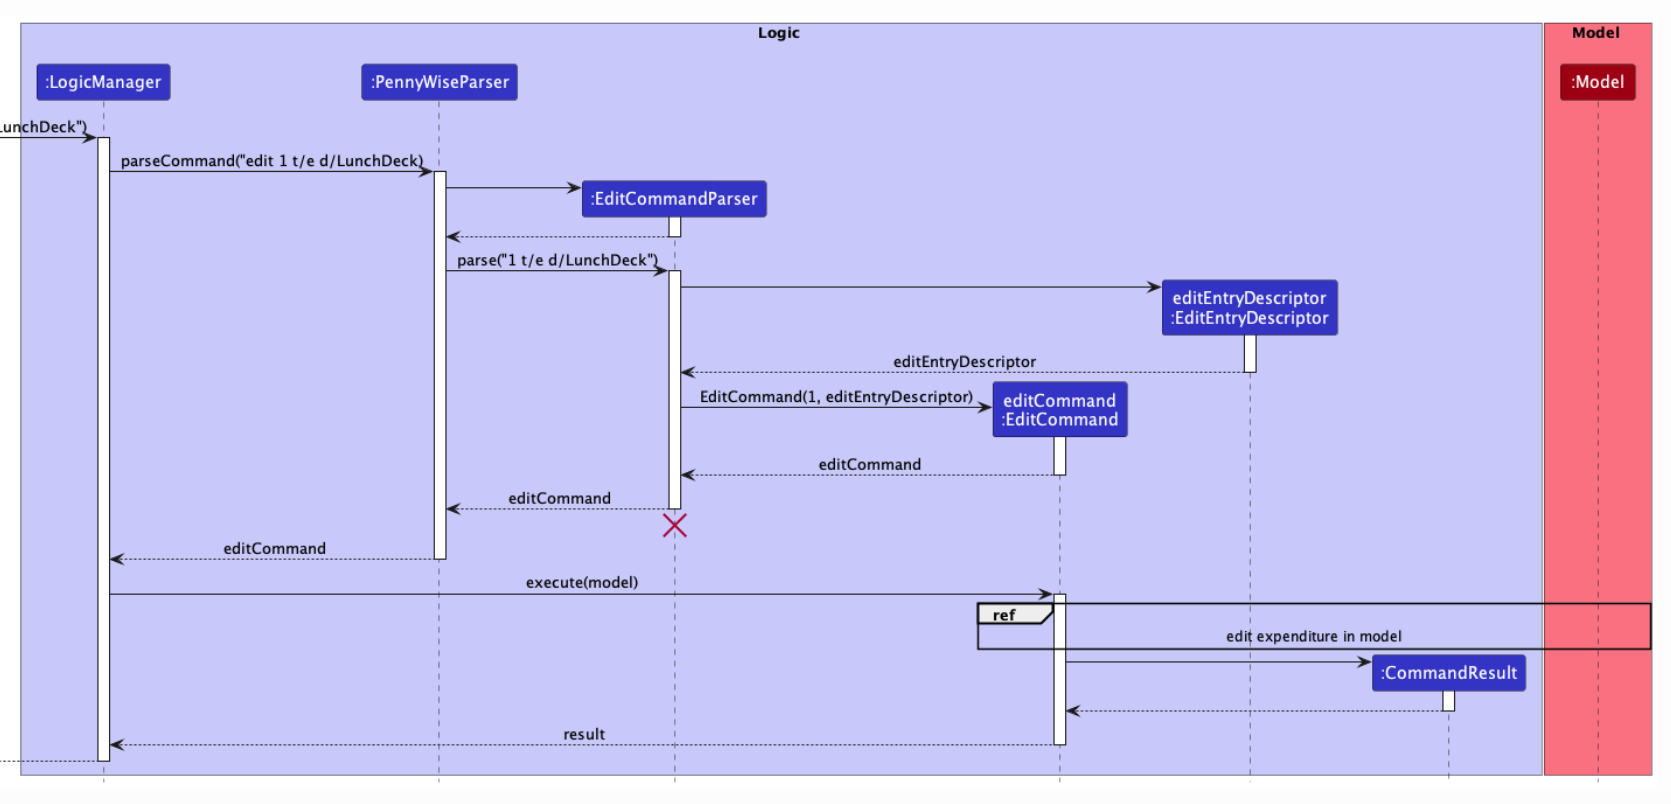 Logic
Model
:LogicManager
:PennyWiseParser
:Model
LunchDeck")
parseCommand("edit 1 t/e d/LunchDeck)
:EditCommandParser
parse("1 t/e d/LunchDeck")
editEntryDescriptor
:EditEntryDescriptor
editEntryDescriptor
EditCommand(1, editEntryDescriptor)
editCommand
:EditCommand
editCommand
editCommand
editCommand
execute(model)
ref
edit expenditure in model
:CommandResult
result